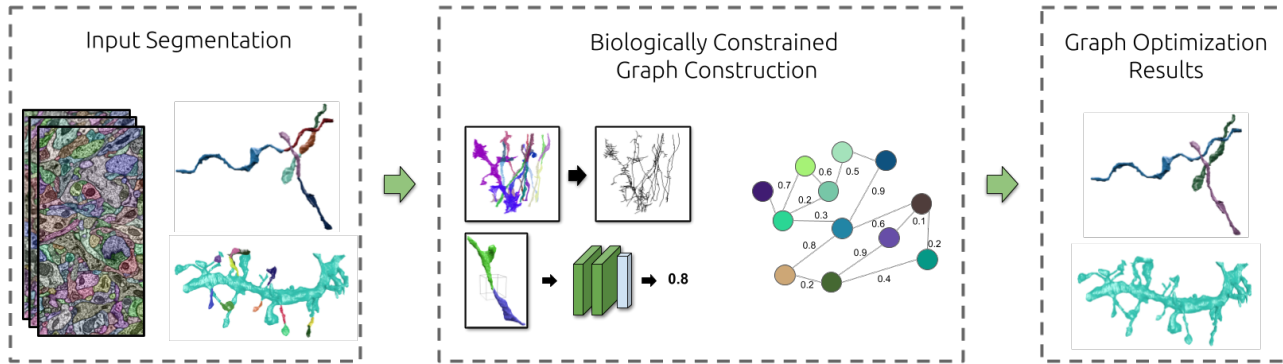 Input Segmentation
Biologically Constrained
Graph Construction
Graph Optimization
Results
0.8
0.7
0.6
0.5
0.2
0.9
0.3
0.6
0.1
0.8
0.9
0.2
0.2
0.4